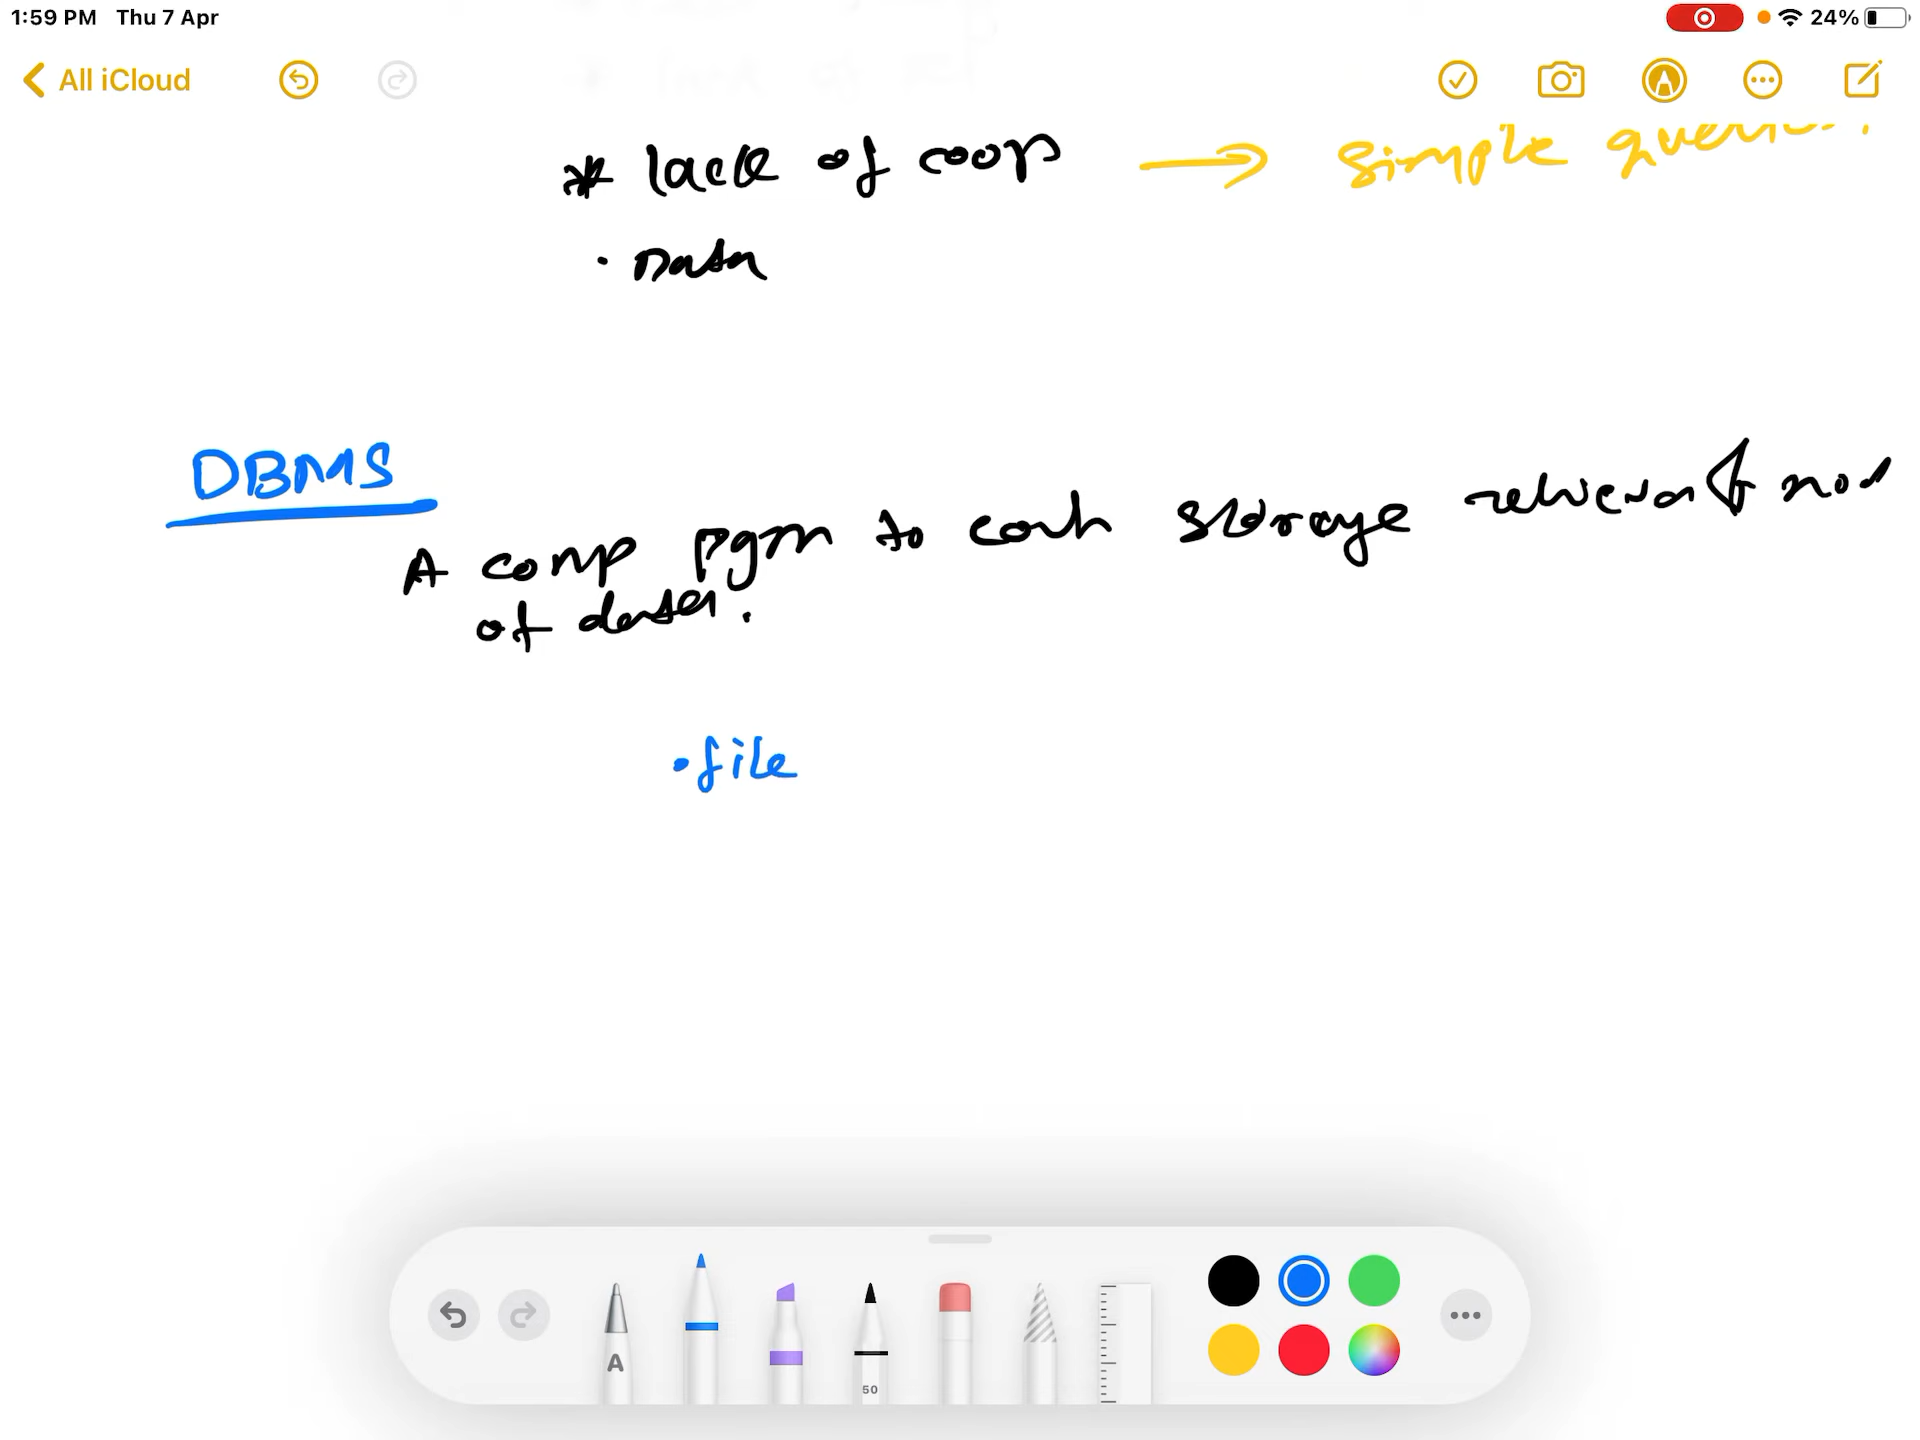 1:59 PM Thu 7 Apr 24%
All iCloud
* lack of coop → simple
• Data
DBMS
A comp pgm to storage
of data.
• file
A
50